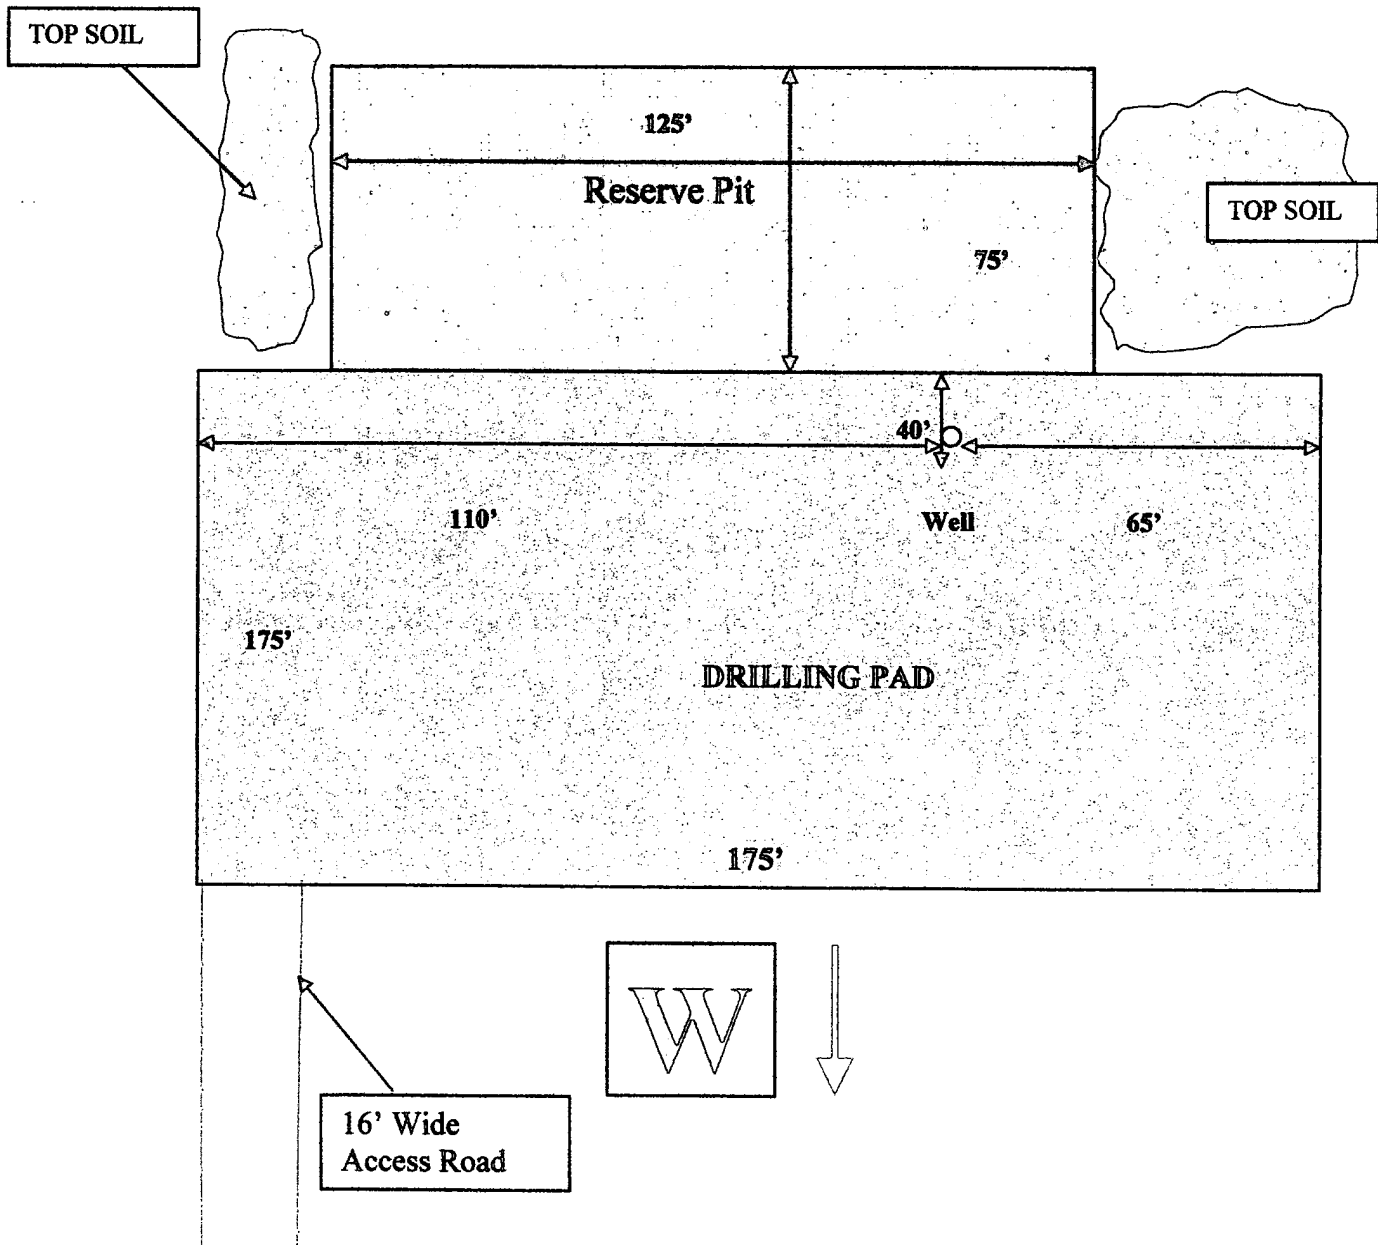 TOP SOIL
125’
Reserve Pit
TOP SOIL
75’
40’
110’
Well
65’
175’
DRILLING PAD
175’
W
16’ Wide
Access Road